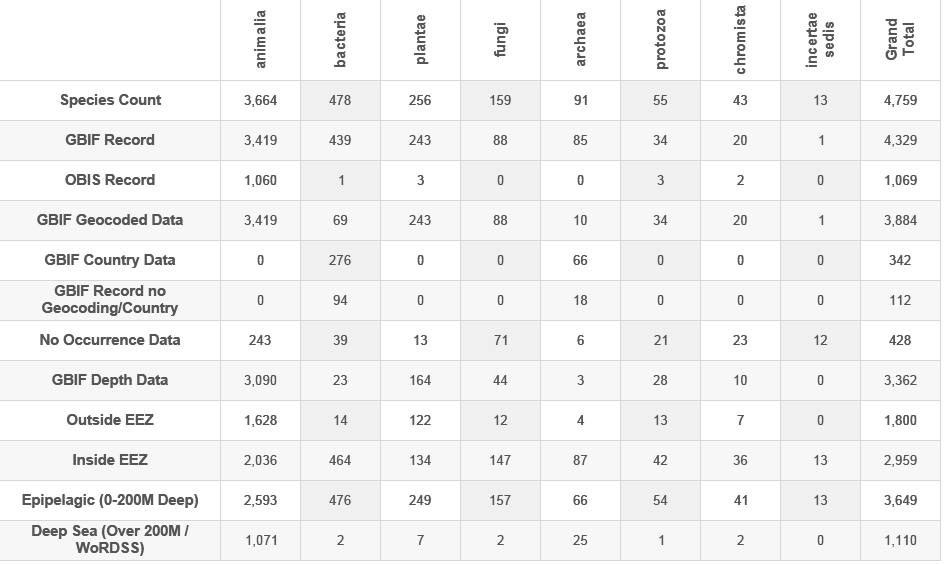 animalia bacteria plantae fungi archaea protozoa chromista incertae sedis Grand Total
Species Count 3,664 478 256 159 91 55 43 13 4,759
GBIF Record 3,419 439 243 88 85 34 20 1 4,329
OBIS Record 1,060 1 3 0 0 3 2 0 1,069
GBIF Geocoded Data 3,419 69 243 88 10 34 20 1 3,884
GBIF Country Data 0 276 0 0 66 0 0 0 342
GBIF Record no
Geocoding/Country 0 94 0 0 18 0 0 0 112
No Occurrence Data 243 39 13 71 6 21 23 12 428
GBIF Depth Data 3,090 23 164 44 3 28 10 0 3,362
Outside EEZ 1,628 14 122 12 4 13 7 0 1,800
Inside EEZ 2,036 464 134 147 87 42 36 13 2,959
Epipelagic (0-200M Deep) 2,593 476 249 157 66 54 41 13 3,649
Deep Sea (Over 200M /
WoRDSS) 1,071 2 7 2 25 1 2 0 1,110